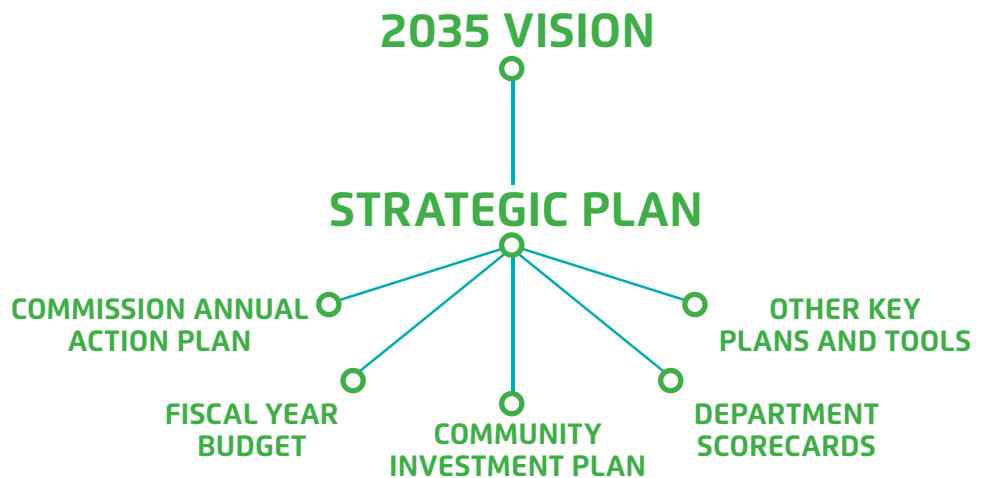 2035 VISION
STRATEGIC PLAN
COMMISSION ANNUAL
ACTION PLAN
OTHER KEY
PLANS AND TOOLS
FISCAL YEAR
BUDGET
COMMUNITY
INVESTMENT PLAN
DEPARTMENT
SCORECARDS